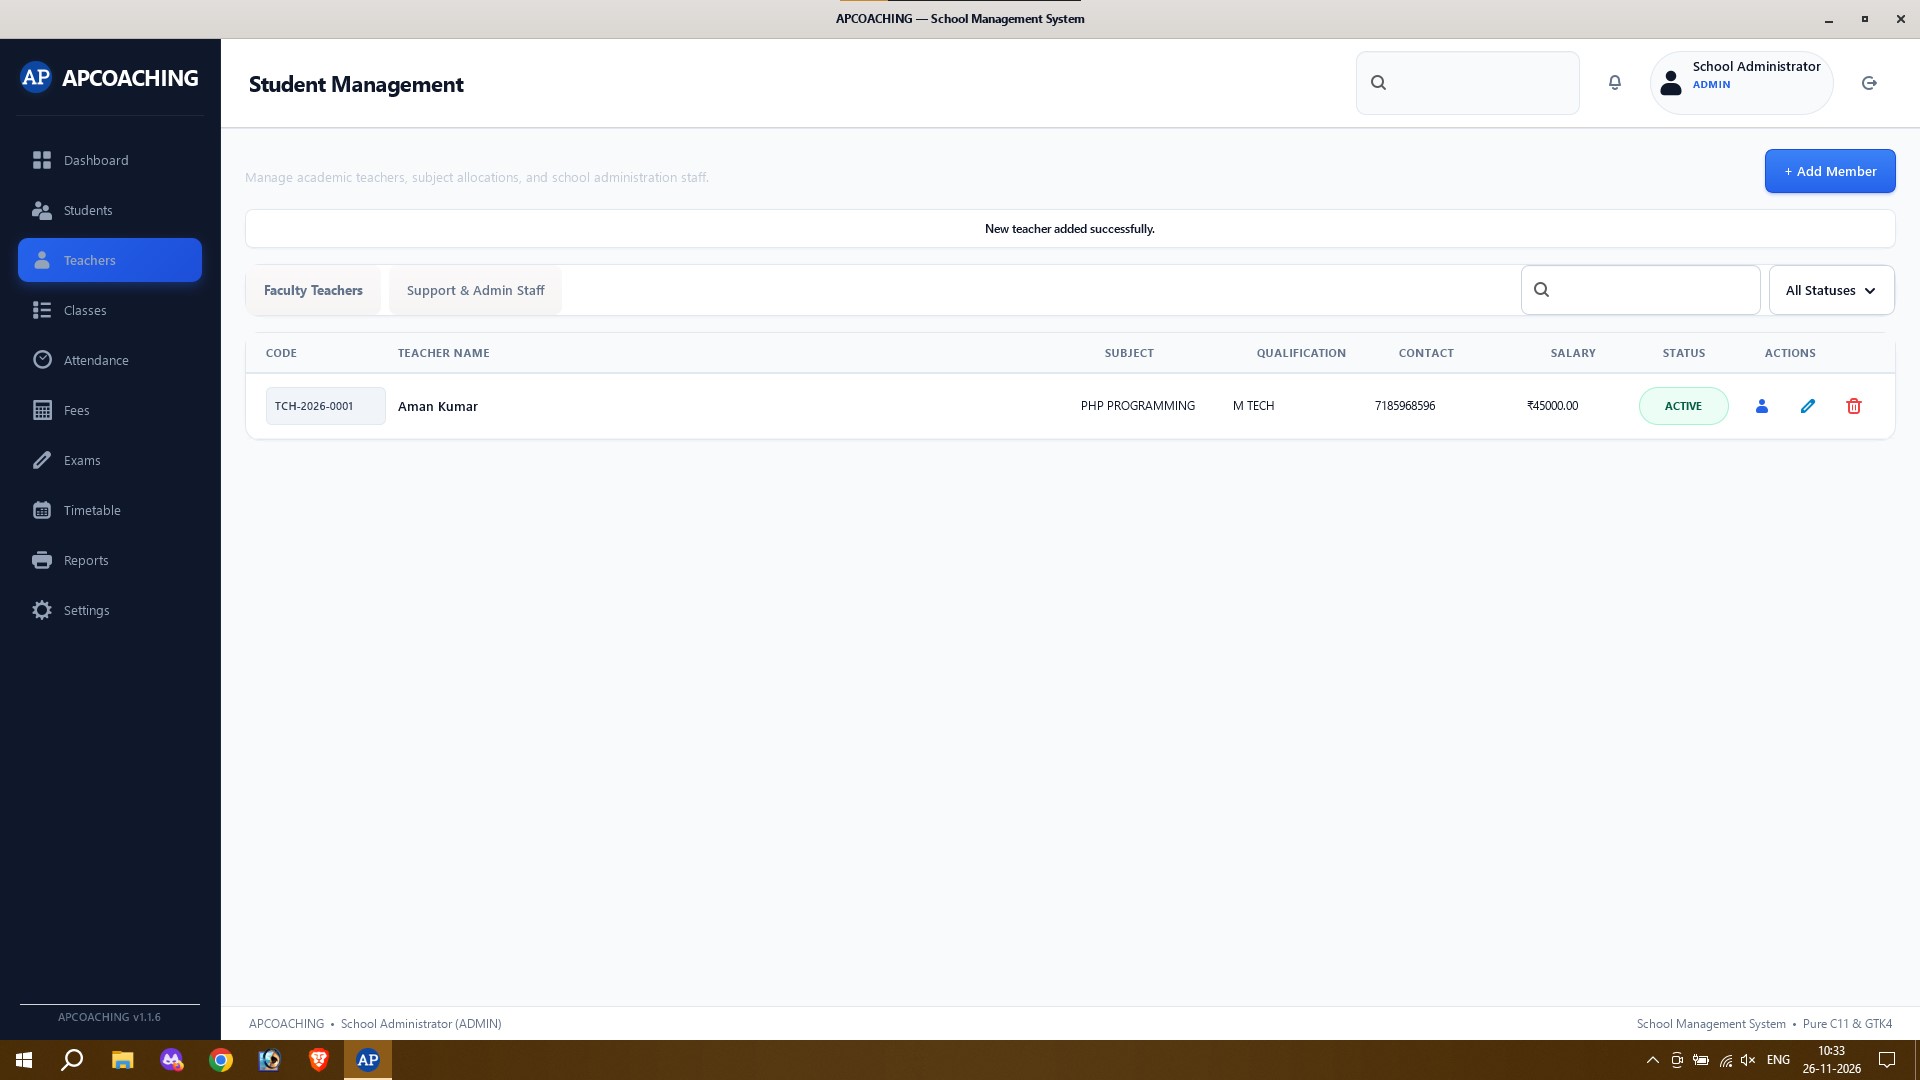 APCOACHING — School Management System
AP APCOACHING
Student Management
School Administrator
ADMIN
Dashboard
Students
Teachers
Classes
Attendance
Fees
Exams
Timetable
Reports
Settings
APCOACHING v1.1.6
Manage academic teachers, subject allocations, and school administration staff.
+ Add Member
New teacher added successfully.
Faculty Teachers Support & Admin Staff All Statuses
CODE TEACHER NAME SUBJECT QUALIFICATION CONTACT SALARY STATUS ACTIONS
TCH-2026-0001 Aman Kumar PHP PROGRAMMING M TECH 7185968596 ₹45000.00 ACTIVE
APCOACHING • School Administrator (ADMIN) School Management System • Pure C11 & GTK4
AP ENG 10:33
26-11-2026